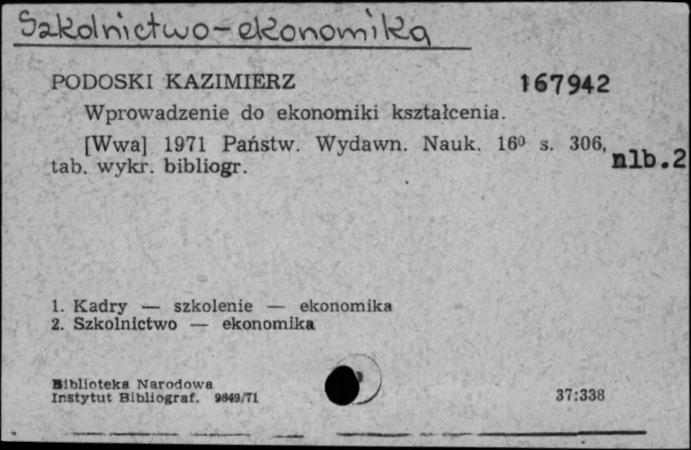 Szkolnictwo-ekonomika
PODOSKI KAZIMIERZ 167942
Wprowadzenie do ekonomiki kształcenia.
[Wwa] 1971 Państw. Wydawn. Nauk. 16⁰ s. 306, nlb.2
tab. wykr. bibliogr.
1. Kadry — szkolenie — ekonomika
2. Szkolnictwo — ekonomika
Biblioteka Narodowa
Instytut Bibliograf. 9649/71 37:338